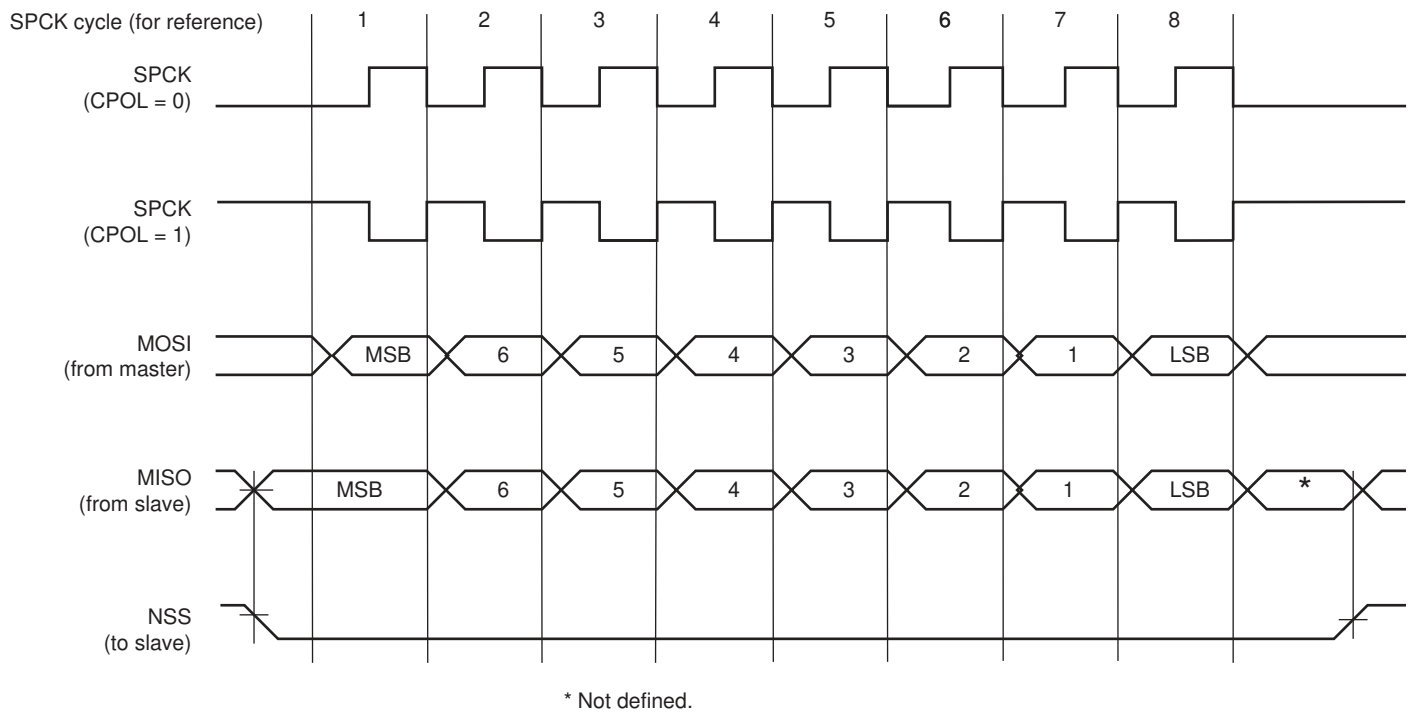 SPCK cycle (for reference) 1 2 3 4 5 6 7 8
SPCK
(CPOL = 0)
SPCK
(CPOL = 1)
MOSI
(from master)
MSB 6 5 4 3 2 1 LSB
MISO
(from slave)
MSB 6 5 4 3 2 1 LSB *
NSS
(to slave)
* Not defined.